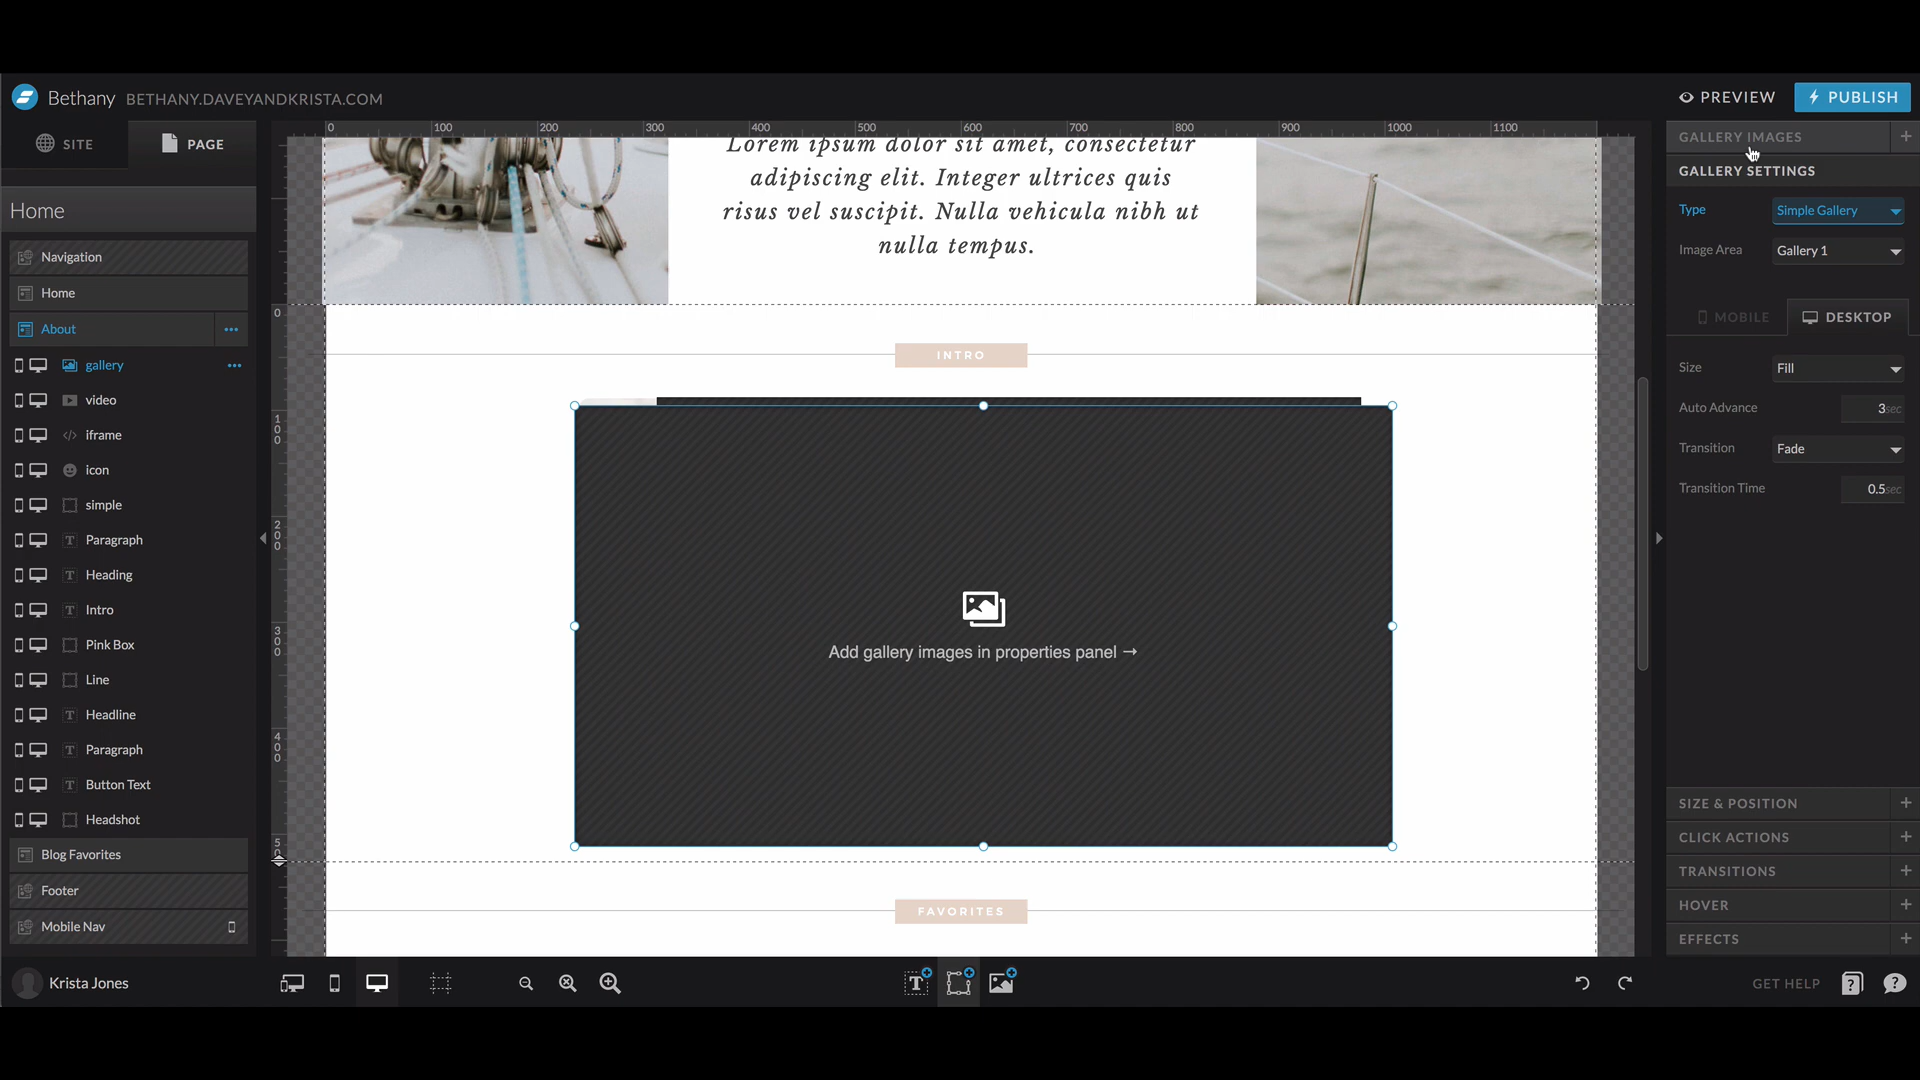 Bethany BETHANY.DAVEYANDKRISTA.COM
PREVIEW
PUBLISH
SITE
PAGE
Home
Navigation
Home
About
gallery
video
iframe
icon
simple
Paragraph
Heading
Intro
Pink Box
Line
Headline
Paragraph
Button Text
Headshot
Blog Favorites
Footer
Mobile Nav
Krista Jones
0 100 200 300 400 500 600 700 800 900 1000 1100
0
100
200
300
400
Lorem ipsum dolor sit amet, consectetur
adipiscing elit. Integer ultrices quis
risus vel suscipit. Nulla vehicula nibh ut
nulla tempus.
INTRO
Add gallery images in properties panel →
FAVORITES
GALLERY IMAGES +
GALLERY SETTINGS
Type Simple Gallery
Image Area Gallery 1
MOBILE DESKTOP
Size Fill
Auto Advance 3sec
Transition Fade
Transition Time 0.5sec
SIZE & POSITION +
CLICK ACTIONS +
TRANSITIONS +
HOVER +
EFFECTS +
T
GET HELP ? ?